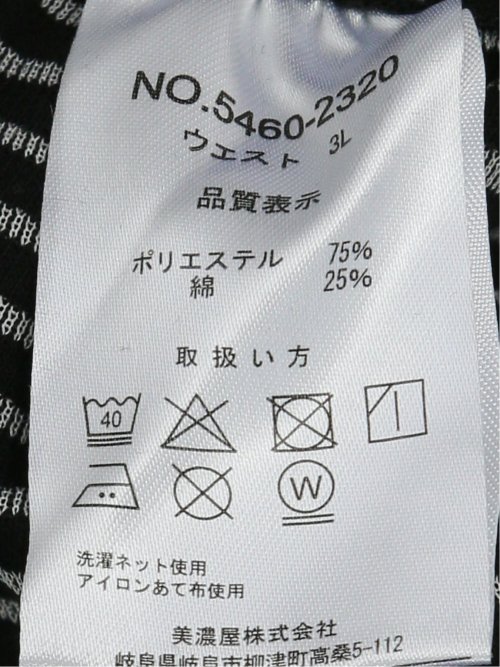 NO.5460-2320
ウエスト 3L
品質表示
ポリエステル 75%
綿 25%
取扱い方
40
W
洗濯ネット使用
アイロンあて布使用
美濃屋株式会社
岐阜県岐阜市柳津町高桑5-112